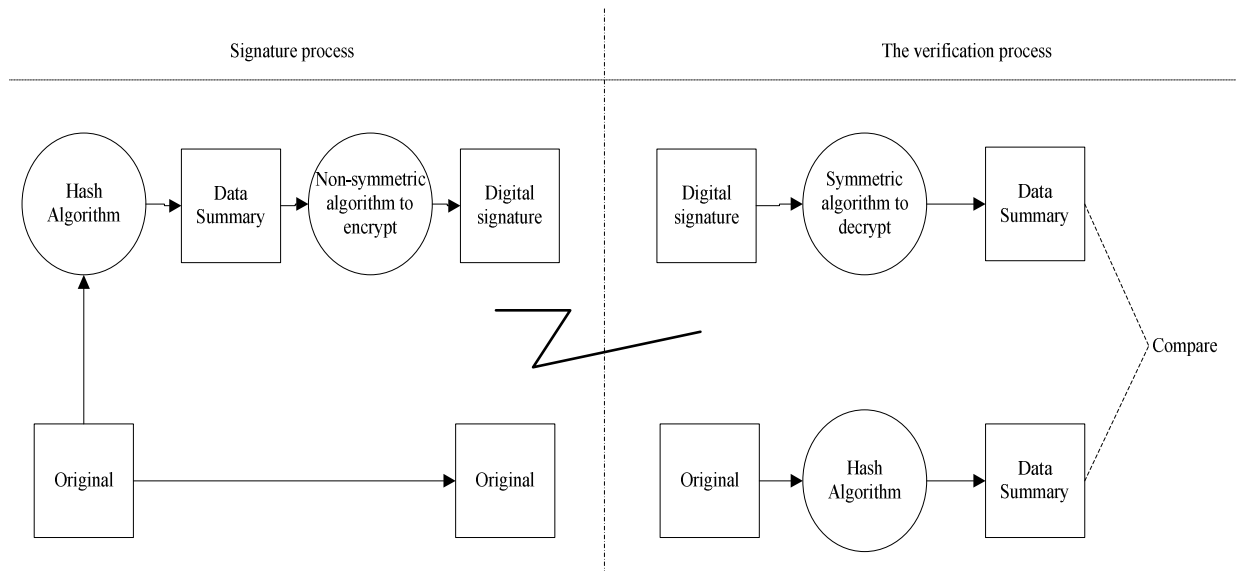 Signature process
The verification process
Hash
Algorithm
Data
Summary
Non-symmetric
algorithm to
encrypt
Digital
signature
Digital
signature
Symmetric
algorithm to
decrypt
Data
Summary
Compare
Original
Original
Original
Hash
Algorithm
Data
Summary